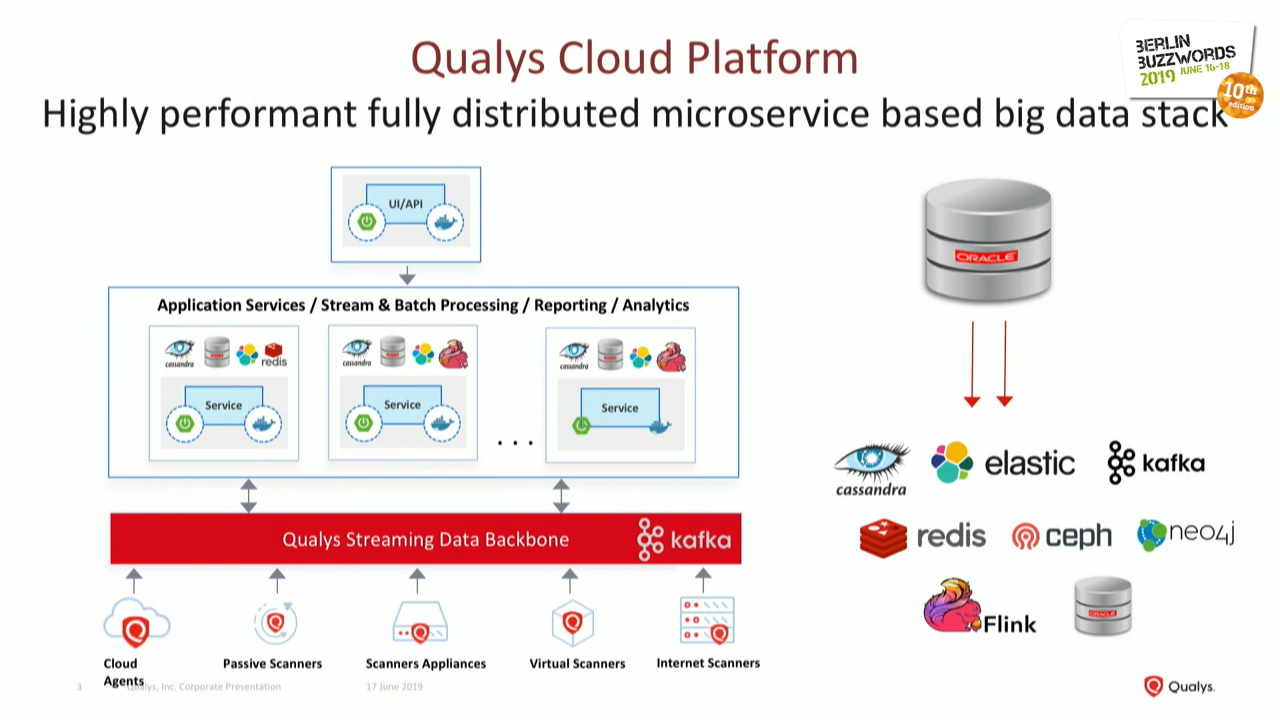 Qualys Cloud Platform
BERLIN
BUZZWORDS
2019 JUNE 16-18
10th
edition
Highly performant fully distributed microservice based big data stack
UI/API
Application Services / Stream & Batch Processing / Reporting / Analytics
cassandra
redis
cassandra
cassandra
Service
Service
Service
...
ORACLE
cassandra
elastic
kafka
redis
ceph
neo4j
Flink
ORACLE
Qualys Streaming Data Backbone
kafka
Cloud
Agents
Passive Scanners
Scanners Appliances
Virtual Scanners
Internet Scanners
3
Qualys, Inc. Corporate Presentation
17 June 2019
Qualys.